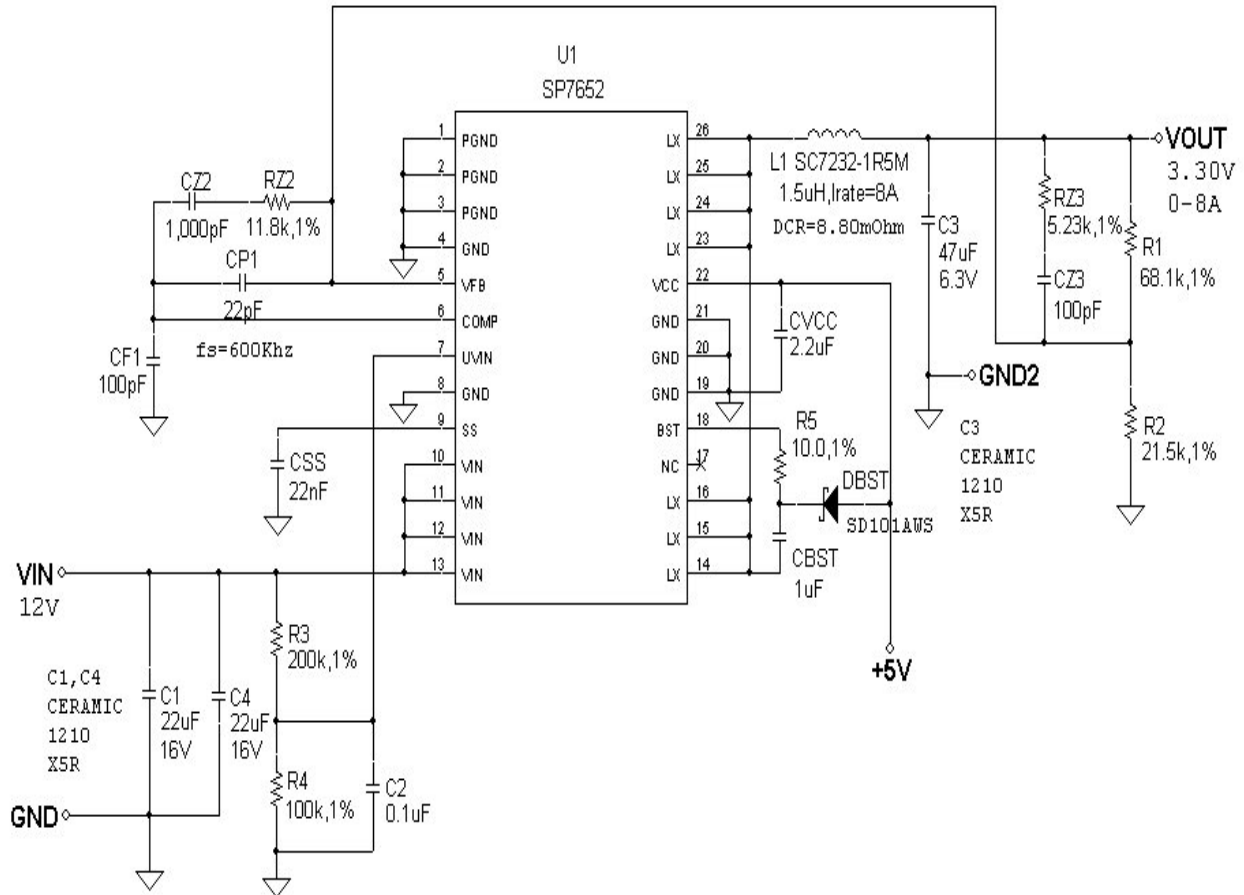 U1
SP7652
1
2
3
4
5
6
7
8
9
10
11
12
13
PGND
PGND
PGND
GND
VFB
COMP
UVIN
GND
SS
VIN
VIN
VIN
VIN
LX
LX
LX
LX
VCC
GND
GND
GND
BST
NC
LX
LX
LX
26
25
24
23
22
21
20
19
18
17
16
15
14
CZ2
1,000pF
RZ2
11.8k,1%
CP1
22pF
fs=600Khz
CF1
100pF
CSS
22nF
L1 SC7232-1R5M
1.5uH,Irate=8A
DCR=8.80mOhm
C3
47uF
6.3V
RZ3
5.23k,1%
CZ3
100pF
R1
68.1k,1%
VOUT
3.30V
0-8A
CVCC
2.2uF
GND2
R2
21.5k,1%
C3
CERAMIC
1210
X5R
R5
10.0,1%
DBST
SD101AWS
CBST
1uF
+5V
VIN
12V
C1,C4
CERAMIC
1210
X5R
C1
22uF
16V
C4
22uF
16V
R3
200k,1%
R4
100k,1%
C2
0.1uF
GND